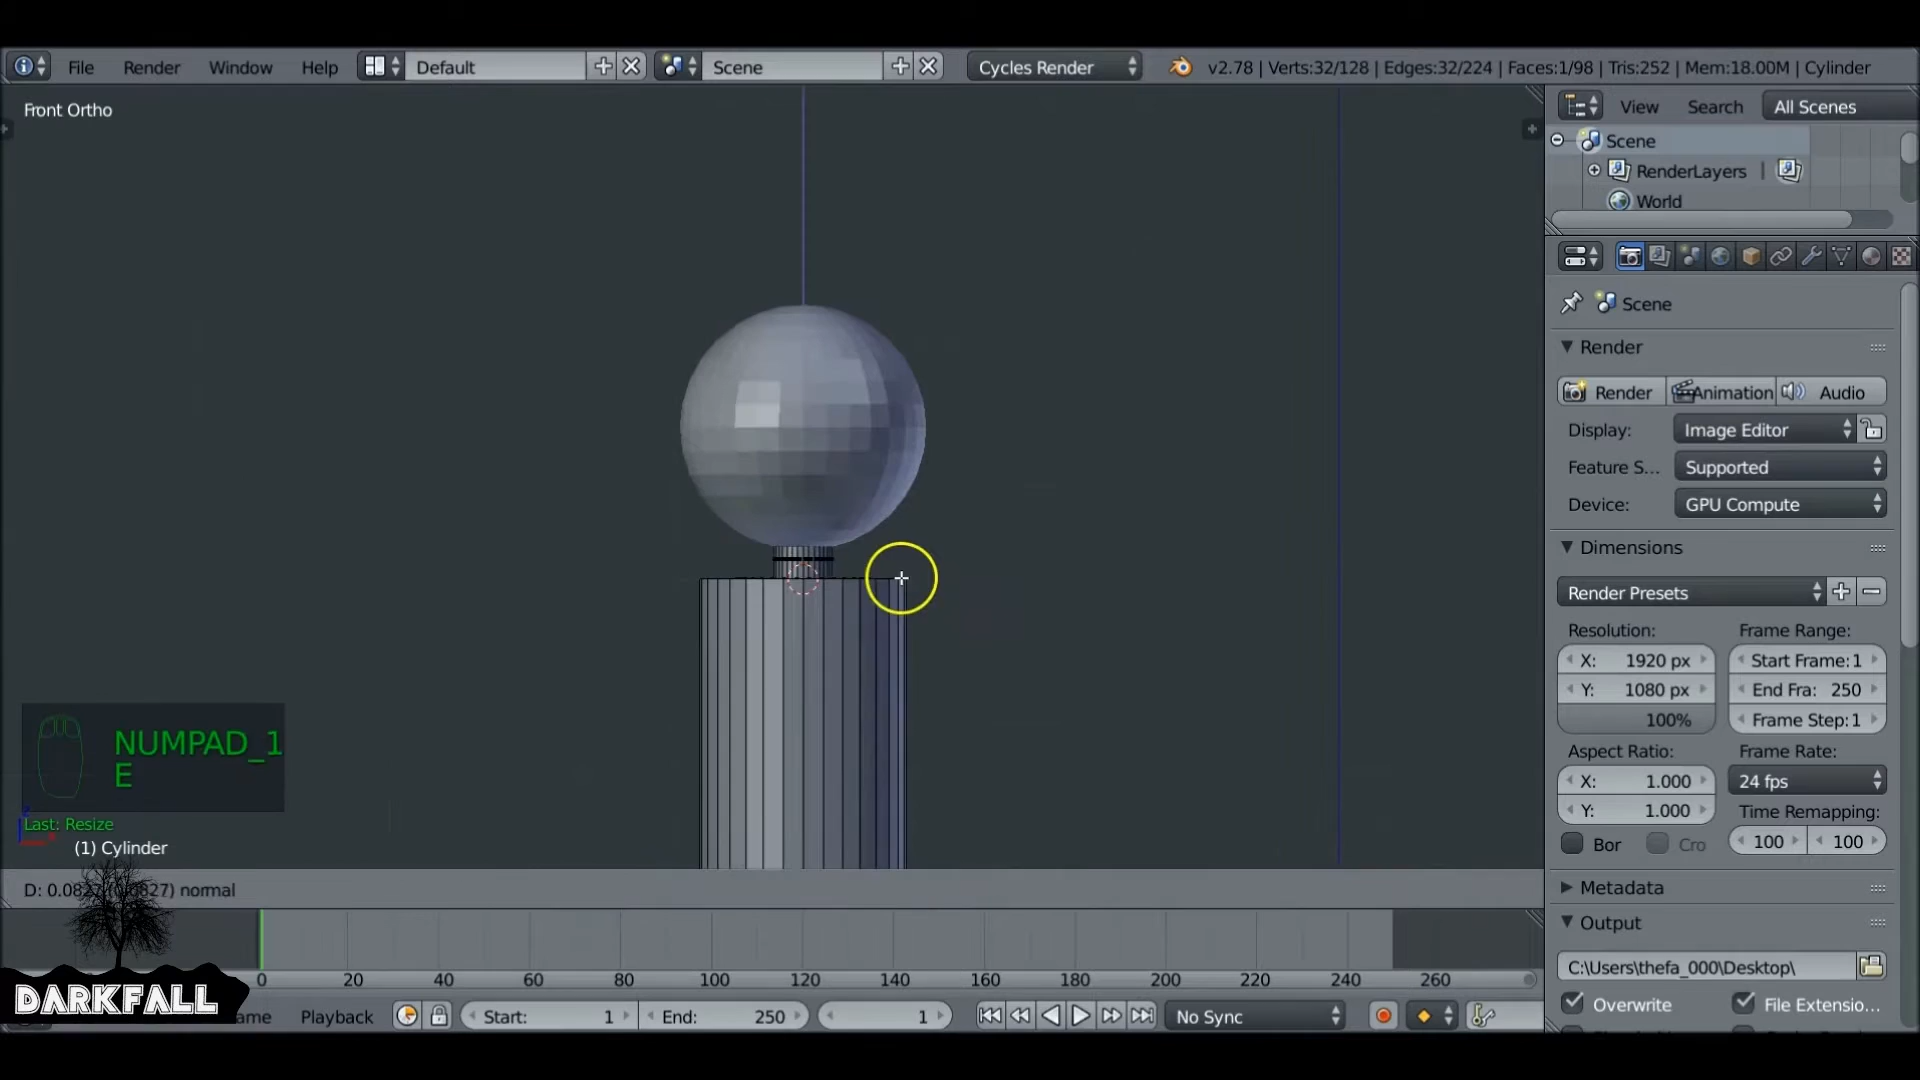 File Render Window Help Default Scene Cycles Render v2.78 | Verts:32/128 | Edges:32/224 | Faces:1/98 | Tris:252 | Mem:18.00M | Cylinder
Front Ortho
View Search All Scenes
Scene
RenderLayers |
World
Scene
Render
Render Animation Audio
Display: Image Editor
Feature S... Supported
Device: GPU Compute
Dimensions
Render Presets
Resolution: Frame Range:
X: 1920 px Start Frame:1
Y: 1080 px End Fra: 250
100% Frame Step:1
Aspect Ratio: Frame Rate:
X: 1.000 24 fps
Y: 1.000 Time Remapping:
Bor Cro 100 100
Metadata
Output
C:\Users\thefa_000\Desktop\
Overwrite File Extensio...
NUMPAD_1
E
Last: Resize
(1) Cylinder
D: 0.0827 (0.0827) normal
0 20 40 60 80 100 120 140 160 180 200 220 240 260
DARKFALL
ame Playback Start: 1 End: 250 1 No Sync